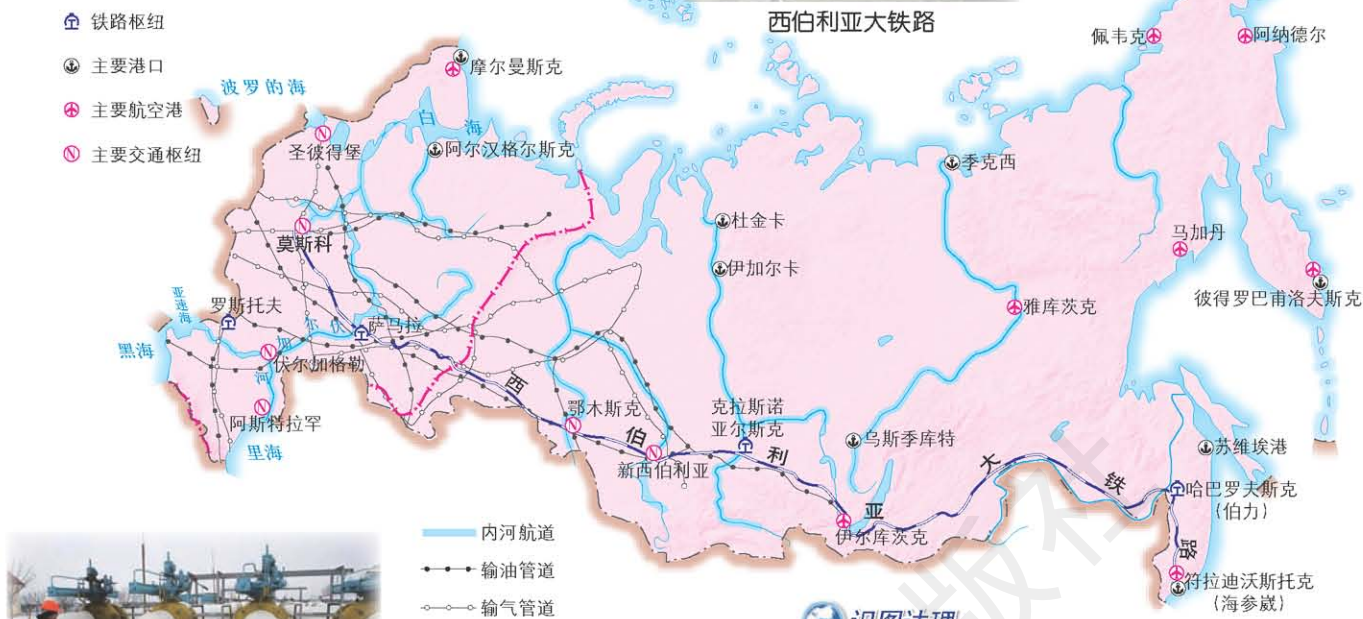 西伯利亚大铁路
铁路枢纽
主要港口
主要航空港
主要交通枢纽
佩韦克
阿纳德尔
摩尔曼斯克
波罗的海
白海
圣彼得堡
阿尔汉格尔斯克
季克西
莫斯科
杜金卡
马加丹
伊加尔卡
彼得罗巴甫洛夫斯克
亚速海
罗斯托夫
伏尔加河
萨马拉
雅库茨克
黑海
伏尔加格勒
西伯利亚大铁路
鄂木斯克
克拉斯诺
亚尔斯克
阿斯特拉罕
里海
新西伯利亚
乌斯季库特
苏维埃港
哈巴罗夫斯克
(伯力)
伊尔库茨克
符拉迪沃斯托克
(海参崴)
内河航道
输油管道
输气管道
版社